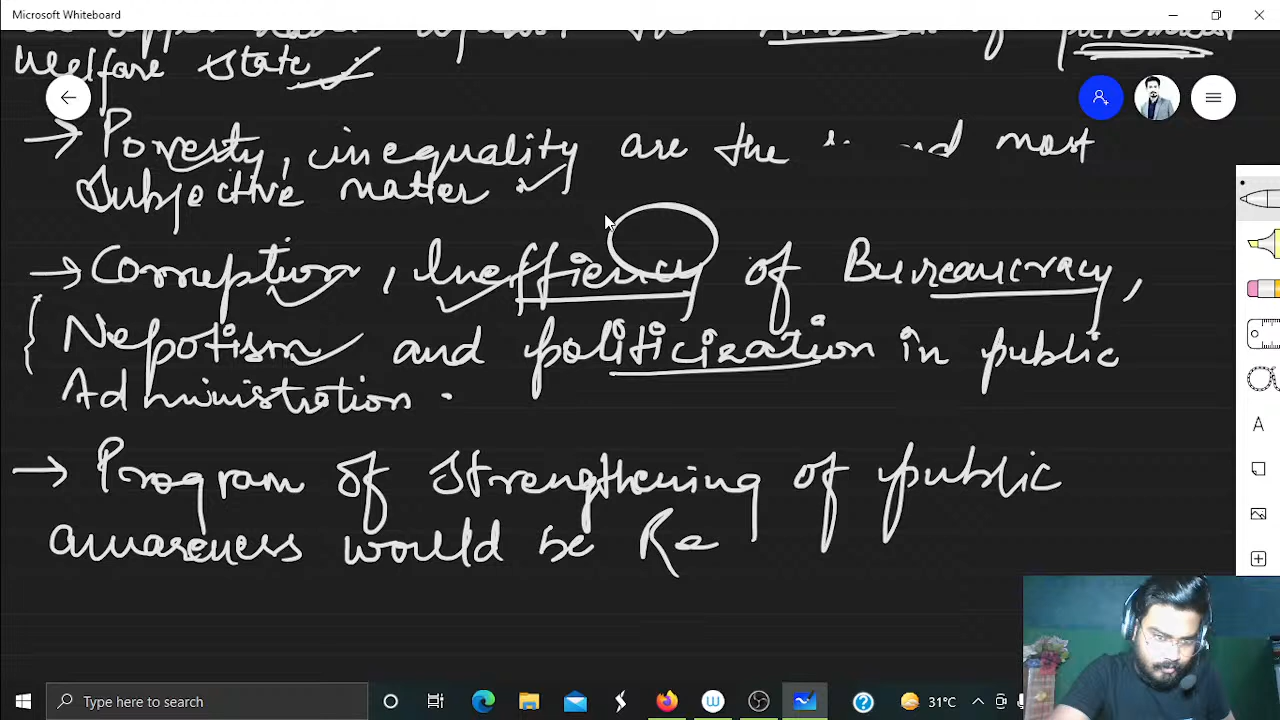 Microsoft Whiteboard
Welfare State
→ Poverty, inequality are the most
Subjective matter
→ Corruption, Ineffiency of Bureaucracy,
Nepotism and politicization in public
Administration.
→ Program of Strengthening of public
awareness would be Re
A
Type here to search
31°C